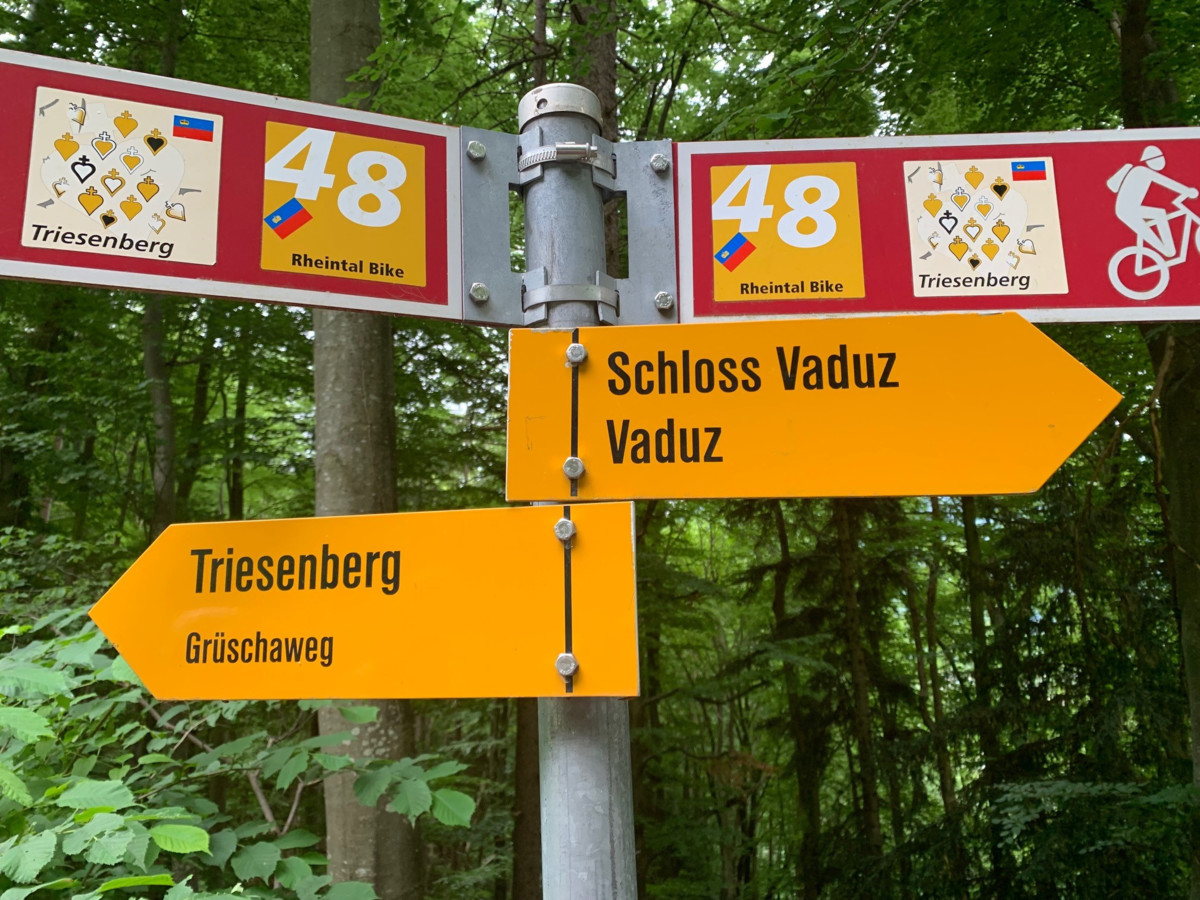 Triesenberg
48
Rheintal Bike
48
Rheintal Bike
Triesenberg
Schloss Vaduz
Vaduz
Triesenberg
Grüschaweg